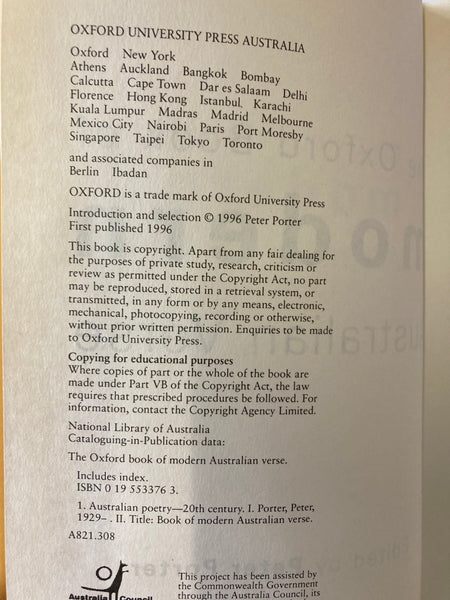 OXFORD UNIVERSITY PRESS AUSTRALIA
Oxford New York
Athens Auckland Bangkok Bombay
Calcutta Cape Town Dar es Salaam Delhi
Florence Hong Kong Istanbul Karachi
Kuala Lumpur Madras Madrid Melbourne
Mexico City Nairobi Paris Port Moresby
Singapore Taipei Tokyo Toronto
and associated companies in
Berlin Ibadan
OXFORD is a trade mark of Oxford University Press
Introduction and selection © 1996 Peter Porter
First published 1996
This book is copyright. Apart from any fair dealing for
the purposes of private study, research, criticism or
review as permitted under the Copyright Act, no part
may be reproduced, stored in a retrieval system, or
transmitted, in any form or by any means, electronic,
mechanical, photocopying, recording or otherwise,
without prior written permission. Enquiries to be made
to Oxford University Press.
Copying for educational purposes
Where copies of part or the whole of the book are
made under Part VB of the Copyright Act, the law
requires that prescribed procedures be followed. For
information, contact the Copyright Agency Limited.
National Library of Australia
Cataloguing-in-Publication data:
The Oxford book of modern Australian verse.
Includes index.
ISBN 0 19 553376 3.
1. Australian poetry—20th century. I. Porter, Peter,
1929– . II. Title: Book of modern Australian verse.
A821.308
This project has been assisted by
the Commonwealth Government
through the Australia Council, its
Australia Council